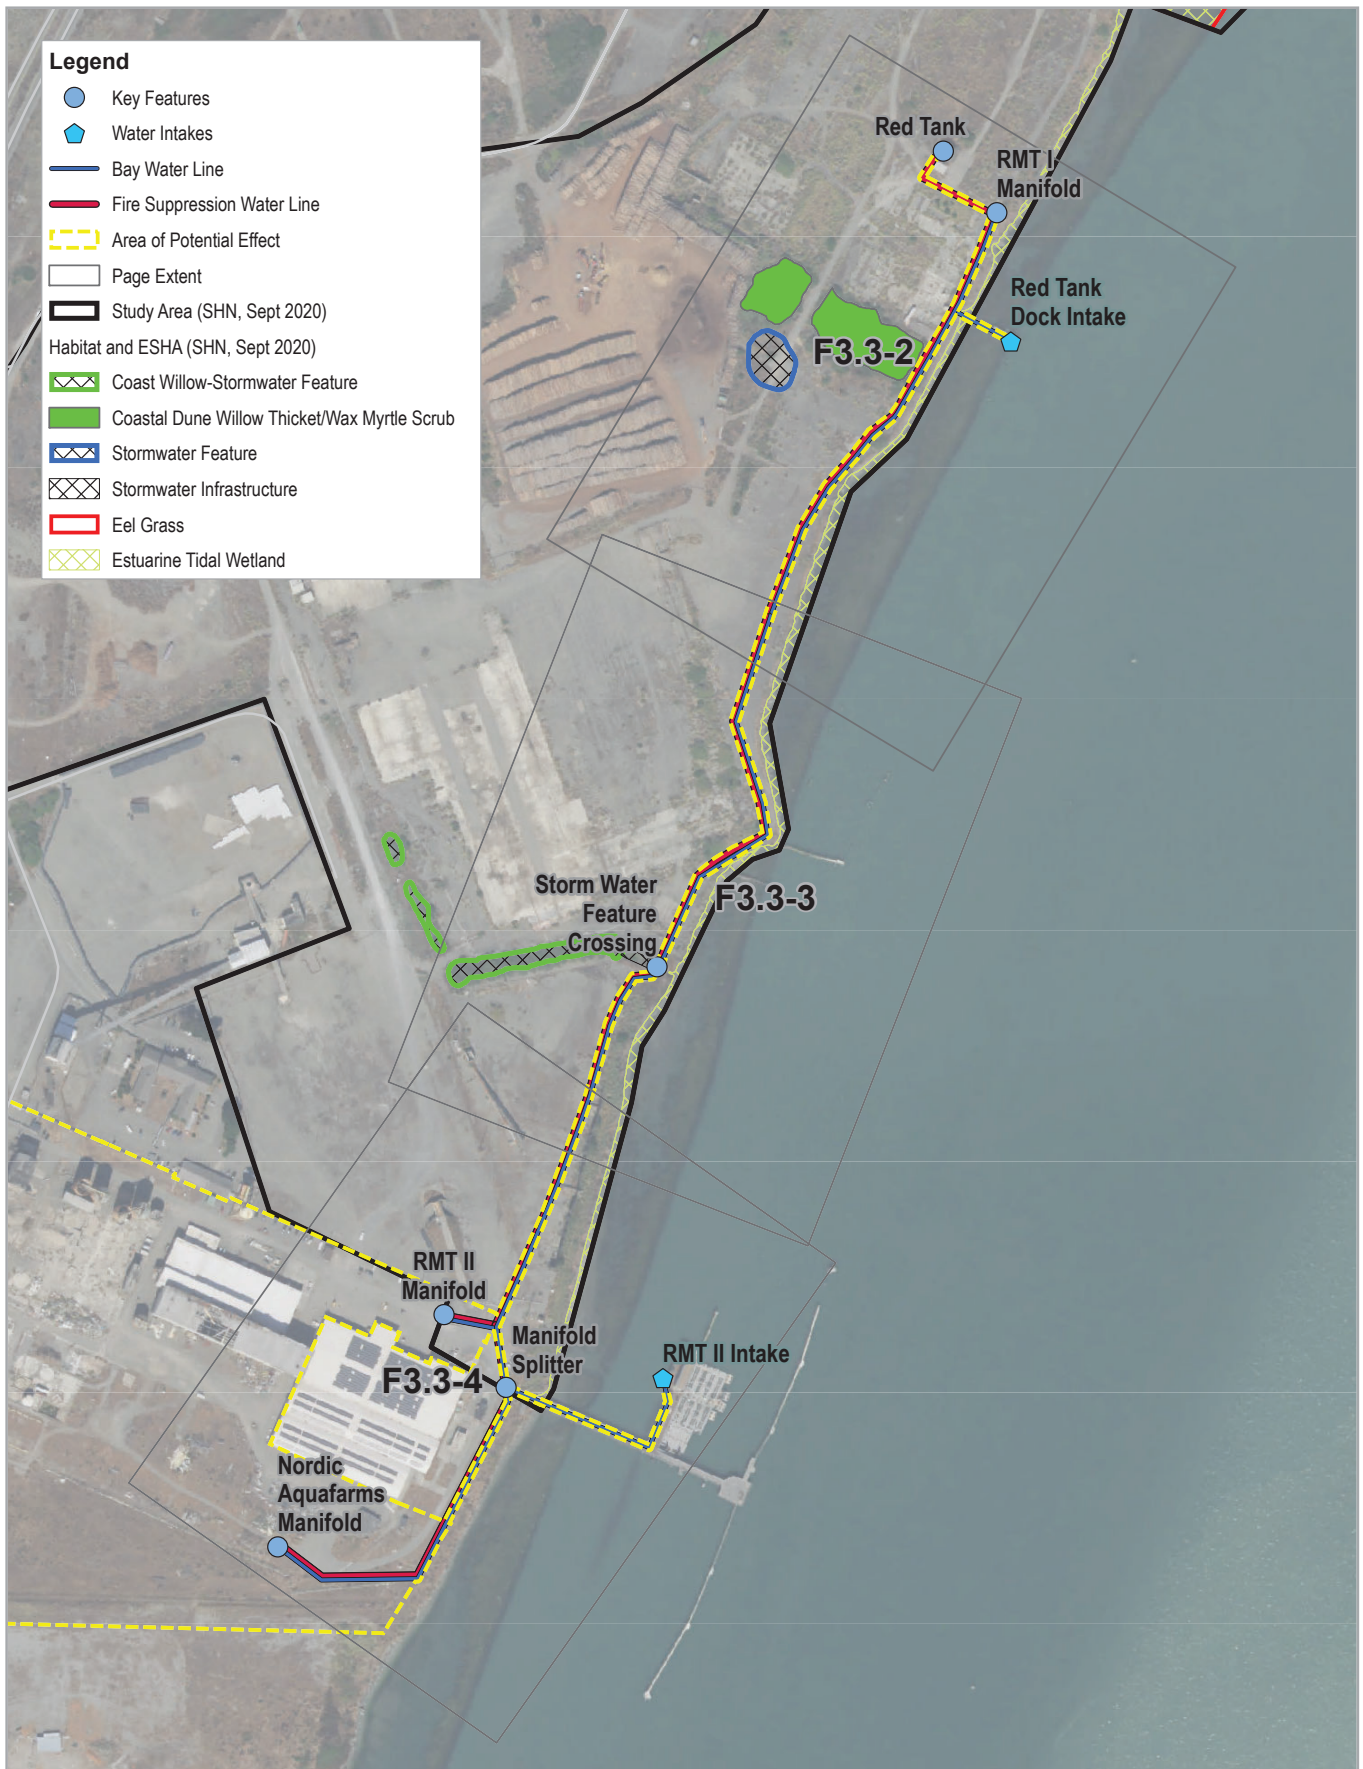 Legend
Key Features
Water Intakes
Bay Water Line
Fire Suppression Water Line
Area of Potential Effect
Page Extent
Study Area (SHN, Sept 2020)
Habitat and ESHA (SHN, Sept 2020)
Coast Willow-Stormwater Feature
Coastal Dune Willow Thicket/Wax Myrtle Scrub
Stormwater Feature
Stormwater Infrastructure
Eel Grass
Estuarine Tidal Wetland
Red Tank
RMT I
Manifold
Red Tank
Dock Intake
F3.3-2
Storm Water
Feature
Crossing
F3.3-3
RMT II
Manifold
Manifold
Splitter
RMT II Intake
F3.3-4
Nordic
Aquafarms
Manifold